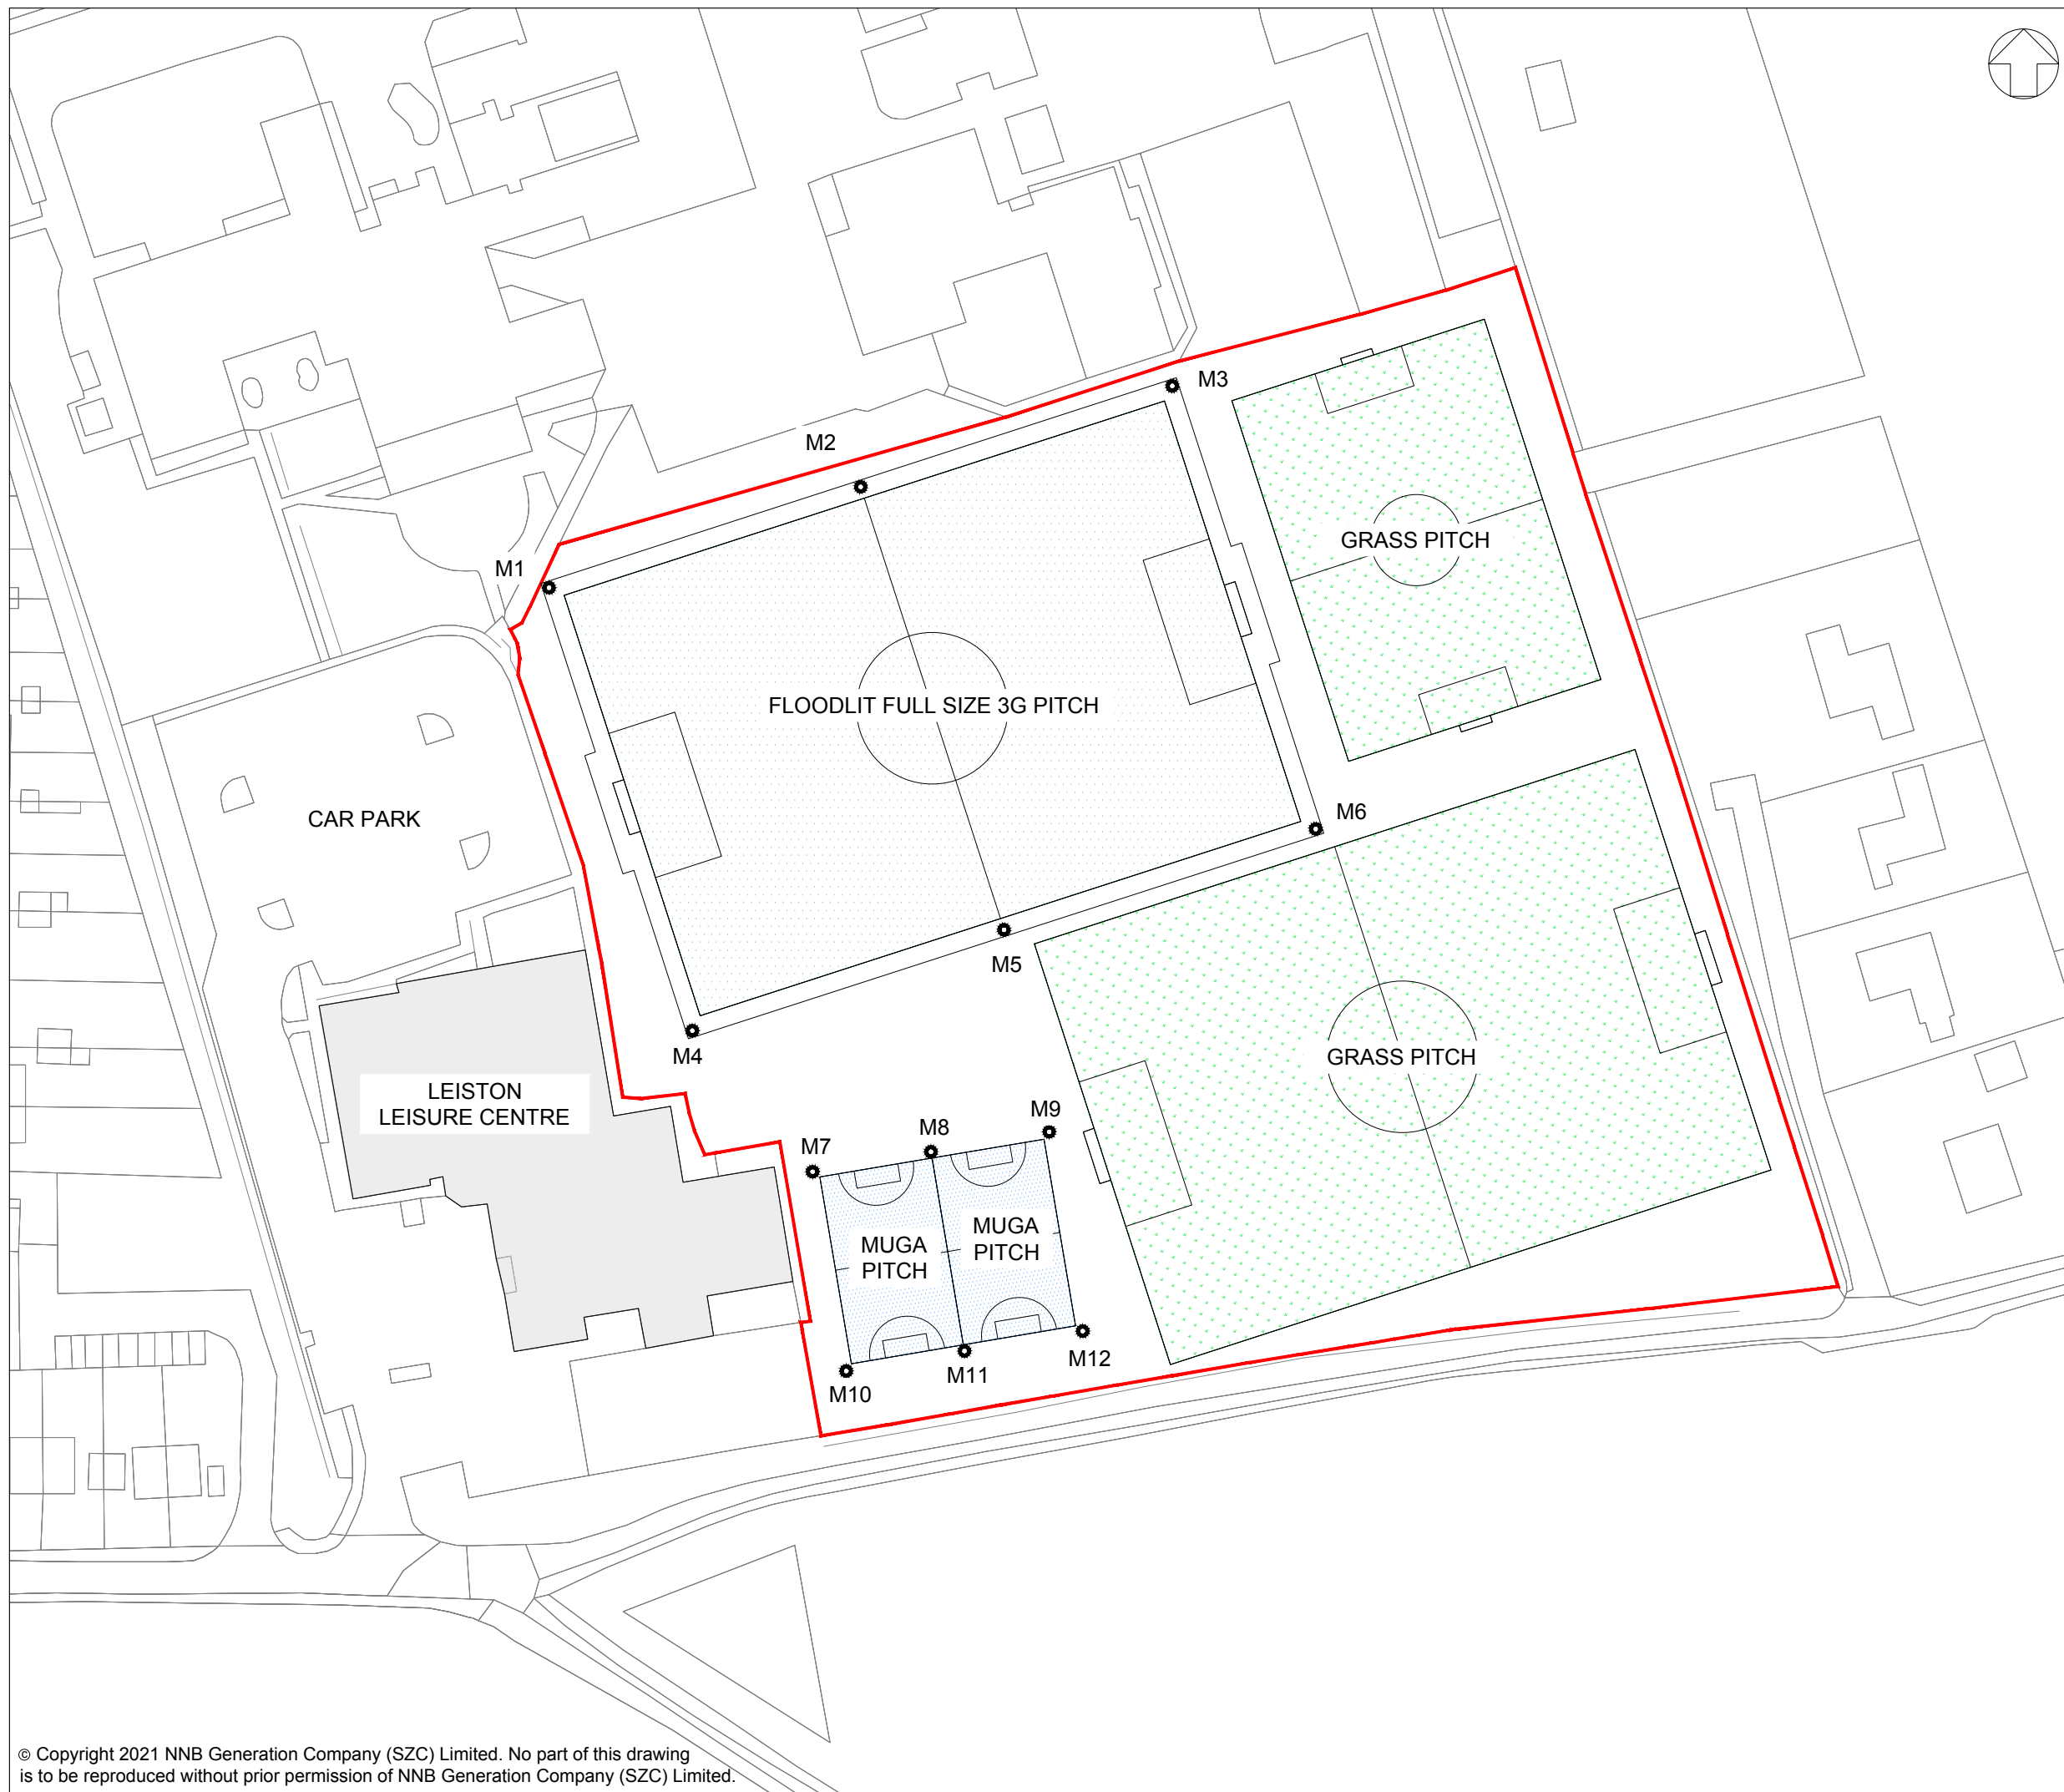 M3
M2
M1
GRASS PITCH
FLOODLIT FULL SIZE 3G PITCH
CAR PARK
M6
M5
M4
GRASS PITCH
LEISTON
LEISURE CENTRE
M7
M8
M9
MUGA
PITCH
MUGA
PITCH
M10
M11
M12
© Copyright 2021 NNB Generation Company (SZC) Limited. No part of this drawing
is to be reproduced without prior permission of NNB Generation Company (SZC) Limited.